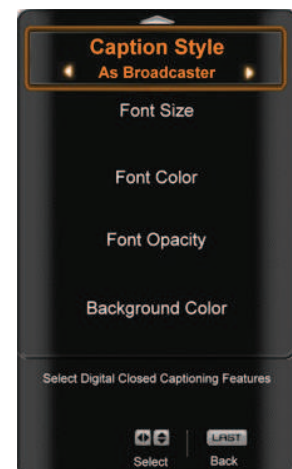 Caption Style
As Broadcaster
Font Size
Font Color
Font Opacity
Background Color
Select Digital Closed Captioning Features
LAST
Select Back